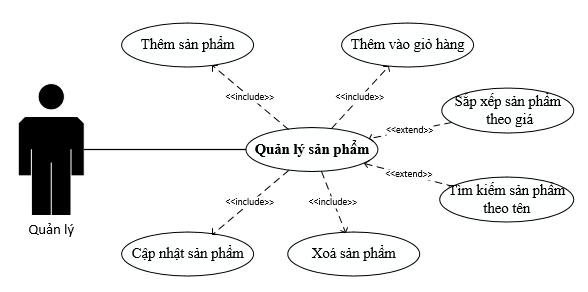 Thêm sản phẩm
Thêm vào giỏ hàng
<<include>>
<<include>>
Sắp xếp sản phẩm
theo giá
<<extend>>
Quản lý sản phẩm
<<extend>>
Tìm kiếm sản phẩm
theo tên
<<include>>
<<include>>
Quản lý
Cập nhật sản phẩm
Xoá sản phẩm